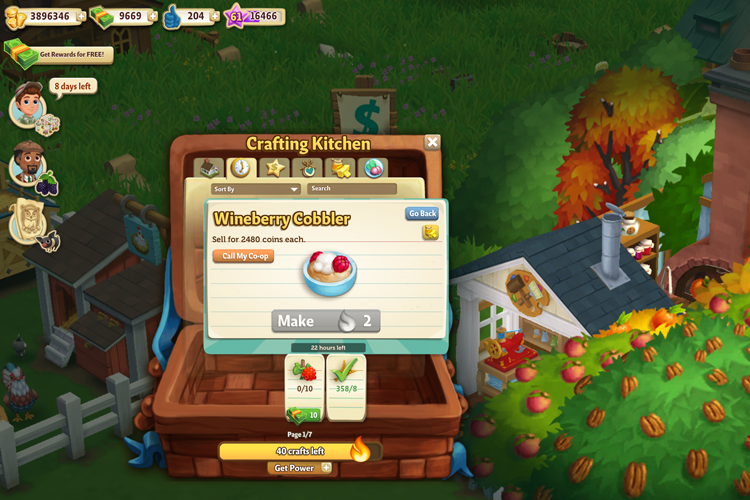 3896346
9669
204
61
16466
Get Rewards for FREE!
8 days left
$
Crafting Kitchen
Sort By
Search
Wineberry Cobbler
Go Back
Sell for 2480 coins each.
Call My Co-op
Make 2
22 hours left
0/10
358/8
10
Page 1/7
40 crafts left
Get Power